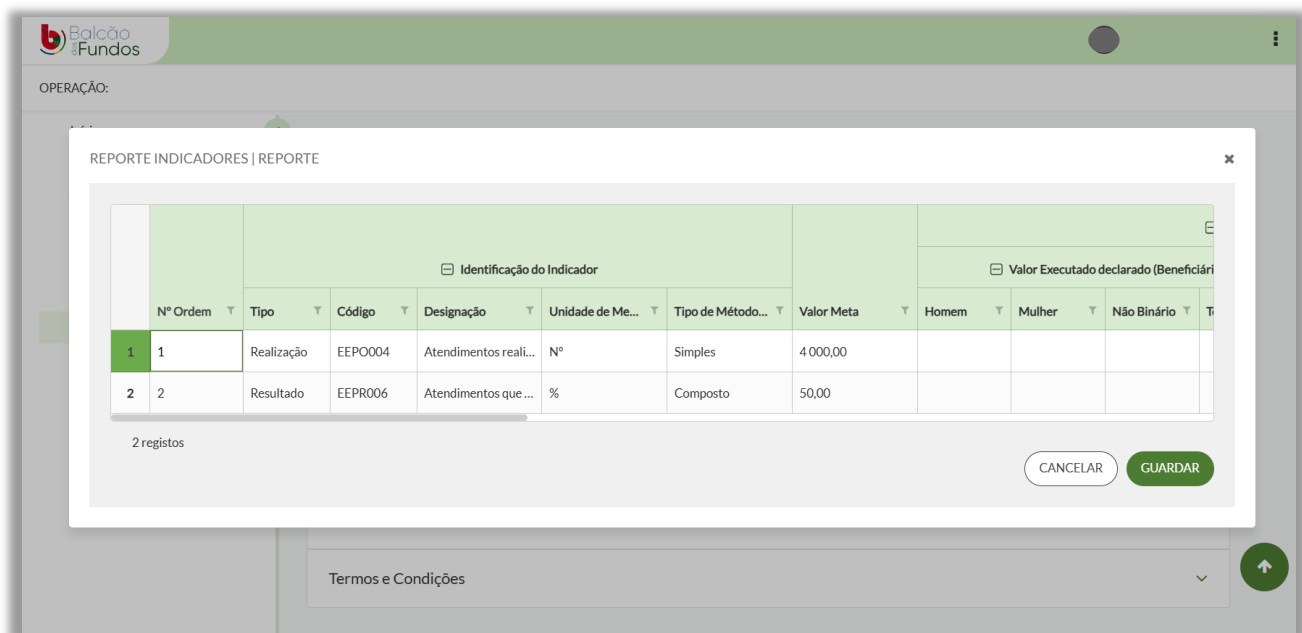 Balcão
dos Fundos
OPERAÇÃO:
REPORTE INDICADORES | REPORTE
Identificação do Indicador
Valor Executado declarado (Beneficiári
Nº Ordem Tipo Código Designação Unidade de Me... Tipo de Método... Valor Meta Homem Mulher Não Binário
1 1 Realização EEPO004 Atendimentos reali... Nº Simples 4 000,00
2 2 Resultado EEPR006 Atendimentos que ... % Composto 50,00
2 registos
CANCELAR GUARDAR
Termos e Condições